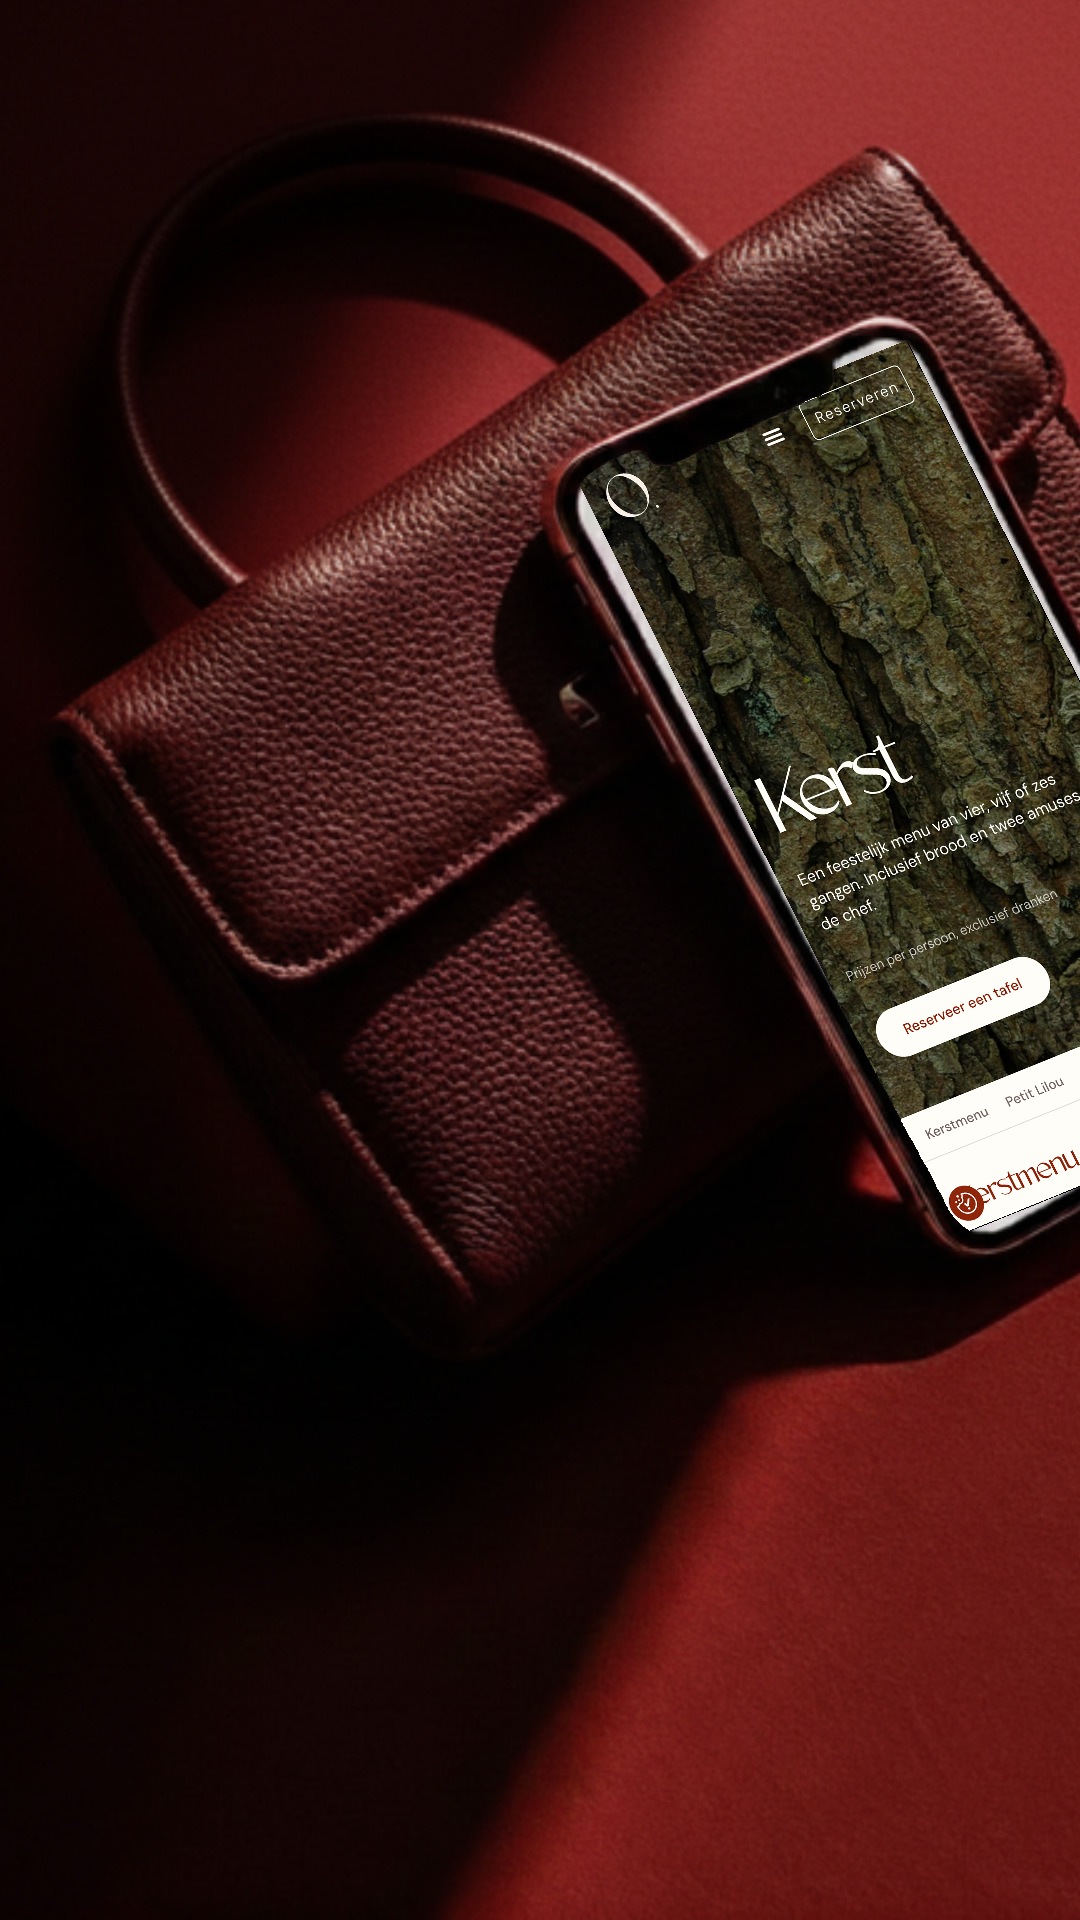 Reserveren
O.
Kerst
Een feestelijk menu van vier, vijf of zes
gangen. Inclusief brood en twee amuses
de chef.
Prijzen per persoon, exclusief dranken
Reserveer een tafel
Kerstmenu Petit Lilou
erstmenu